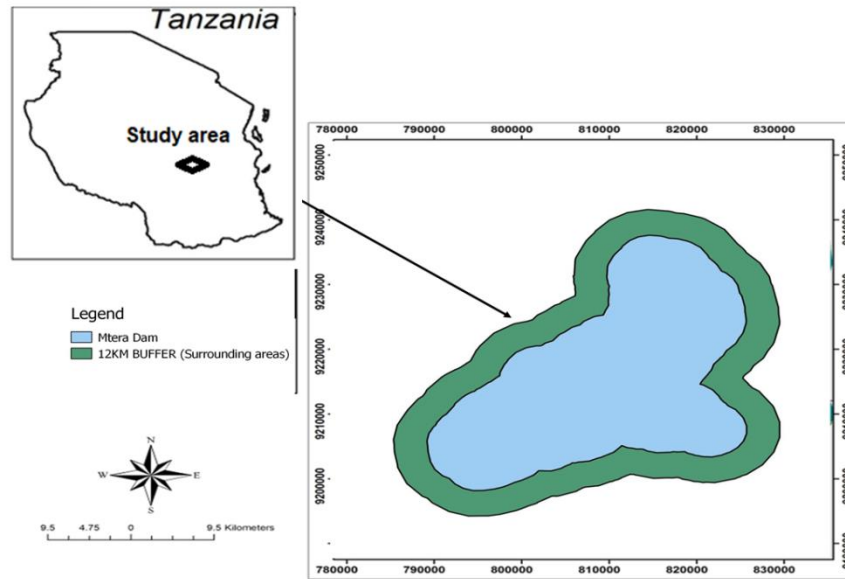 Tanzania
Study area
780000 790000 800000 810000 820000 830000
9250000
9240000
9230000
9220000
9210000
9200000
Legend
Mtera Dam
12KM BUFFER (Surrounding areas)
N
W E
S
9.5 4.75 0 9.5 Kilometers
780000 790000 800000 810000 820000 830000